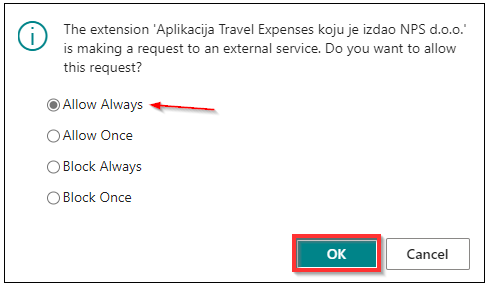 The extension 'Aplikacija Travel Expenses koju je izdao NPS d.o.o.'
is making a request to an external service. Do you want to allow
this request?
Allow Always
Allow Once
Block Always
Block Once
OK
Cancel